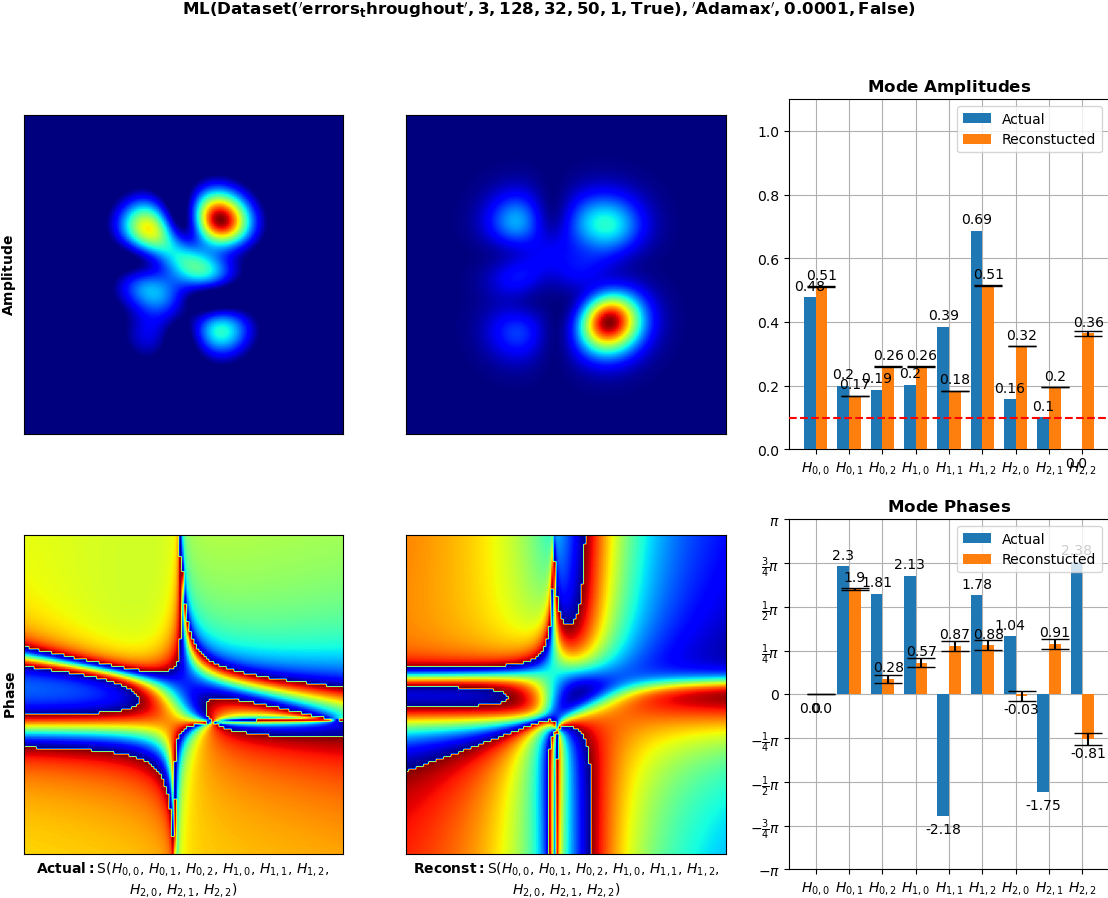 ML(Dataset('errors_throughout', 3, 128, 32, 50, 1, True), 'Adamax', 0.0001, False)
Amplitude
Mode Amplitudes
Actual
Reconstucted
1.0
0.8
0.6
0.4
0.2
0.0
0.48
0.51
0.2
0.17
0.19
0.26
0.2
0.26
0.39
0.18
0.69
0.51
0.16
0.32
0.1
0.2
0.0
0.36
H0,0 H0,1 H0,2 H1,0 H1,1 H1,2 H2,0 H2,1 H2,2
Phase
Actual: S(H0,0, H0,1, H0,2, H1,0, H1,1, H1,2,
H2,0, H2,1, H2,2)
Reconst: S(H0,0, H0,1, H0,2, H1,0, H1,1, H1,2,
H2,0, H2,1, H2,2)
Mode Phases
Actual
Reconstucted
π
3/4π
1/2π
1/4π
0
−1/4π
−1/2π
−3/4π
−π
0.0
0.0
2.3
1.9
1.81
0.28
2.13
0.57
-2.18
0.87
1.78
0.88
1.04
-0.03
-1.75
0.91
2.38
-0.81
H0,0 H0,1 H0,2 H1,0 H1,1 H1,2 H2,0 H2,1 H2,2